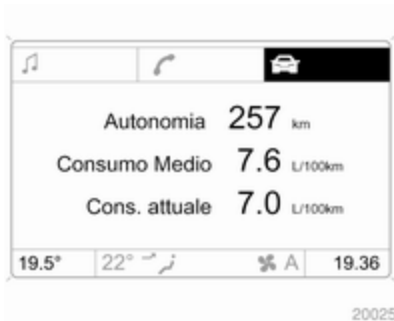 Autonomia 257 km
Consumo Medio 7.6 L/100km
Cons. attuale 7.0 L/100km
19.5° 22° A 19.36
20025